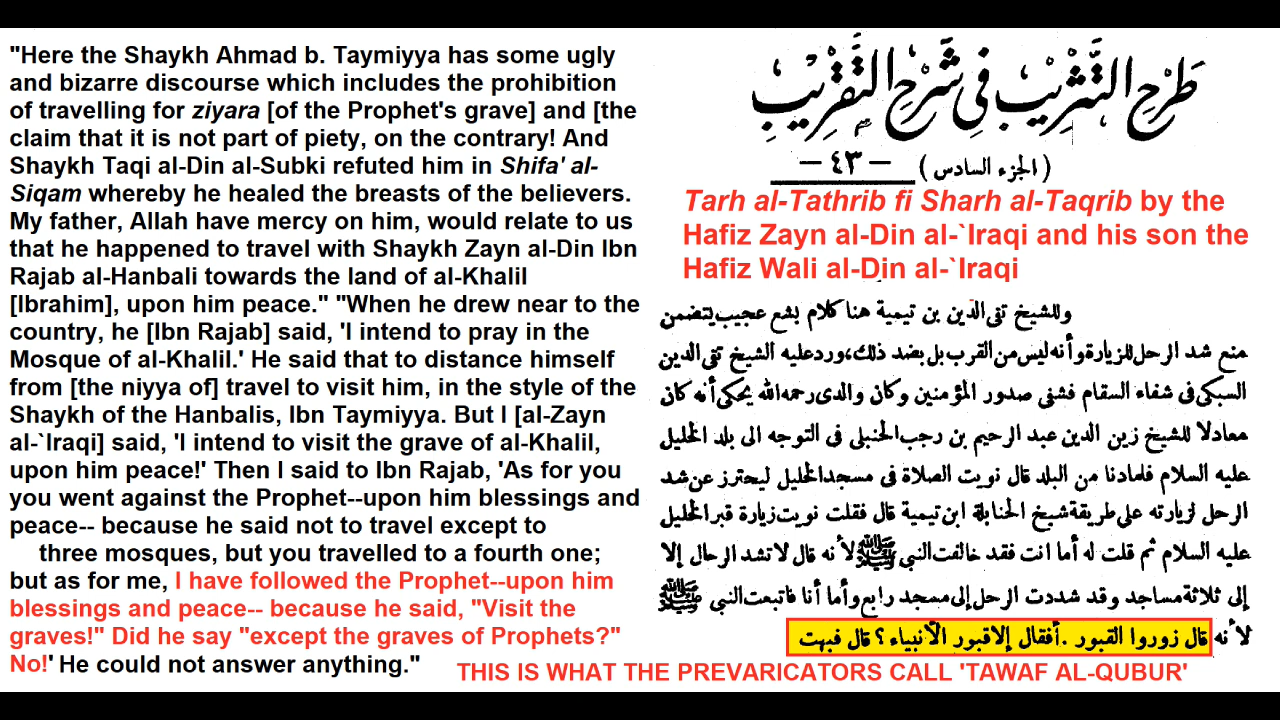 "Here the Shaykh Ahmad b. Taymiyya has some ugly
and bizarre discourse which includes the prohibition
of travelling for ziyara [of the Prophet's grave] and [the
claim that it is not part of piety, on the contrary! And
Shaykh Taqi al-Din al-Subki refuted him in Shifa' al-
Siqam whereby he healed the breasts of the believers.
My father, Allah have mercy on him, would relate to us
that he happened to travel with Shaykh Zayn al-Din Ibn
Rajab al-Hanbali towards the land of al-Khalil
[Ibrahim], upon him peace." "When he drew near to the
country, he [Ibn Rajab] said, 'I intend to pray in the
Mosque of al-Khalil.' He said that to distance himself
from [the niyya of] travel to visit him, in the style of the
Shaykh of the Hanbalis, Ibn Taymiyya. But I [al-Zayn
al-`Iraqi] said, 'I intend to visit the grave of al-Khalil,
upon him peace!' Then I said to Ibn Rajab, 'As for you
you went against the Prophet--upon him blessings and
peace-- because he said not to travel except to
three mosques, but you travelled to a fourth one;
but as for me, I have followed the Prophet--upon him
blessings and peace-- because he said, "Visit the
graves!" Did he say "except the graves of Prophets?"
No!' He could not answer anything."
طَرْحِ التَّثْرِيْبِ فِي شَرْحِ التَّقْرِيْبِ
( الجزء السادس ) — ٤٣ —
Tarh al-Tathrib fi Sharh al-Taqrib by the
Hafiz Zayn al-Din al-`Iraqi and his son the
Hafiz Wali al-Din al-`Iraqi
وللشيخ تقى الدين بن تيمية هنا كلام بشع عجيب يتضمن
منع شد الرحل للزيارة وأنه ليس من القرب بل بضد ذلك، ورد عليه الشيخ تقى الدين
السبكى فى شفاء السقام فشفى صدور المؤمنين وكان والدى رحمه الله يحكى أنه كان
معادلا للشيخ زين الدين عبد الرحيم بن رجب الحنبلى فى التوجه الى بلد الخليل
عليه السلام فلما دنا من البلد قال نويت الصلاة فى مسجد الخليل ليحترز عن شد
الرحل لزيارته على طريقة شيخ الحنابلة ابن تيمية قال فقلت نويت زيارة قبر الخليل
عليه السلام ثم قلت له أما انت فقد خالفت النبى ﷺ لأنه قال لا تشد الرحال إلا
إلى ثلاثة مساجد وقد شددت الرحل إلى مسجد رابع وأما أنا فاتبعت النبى ﷺ
لأنه قال زوروا القبور . أفقال إلا قبور الأنبياء ؟ قال فبهت
THIS IS WHAT THE PREVARICATORS CALL 'TAWAF AL-QUBUR'